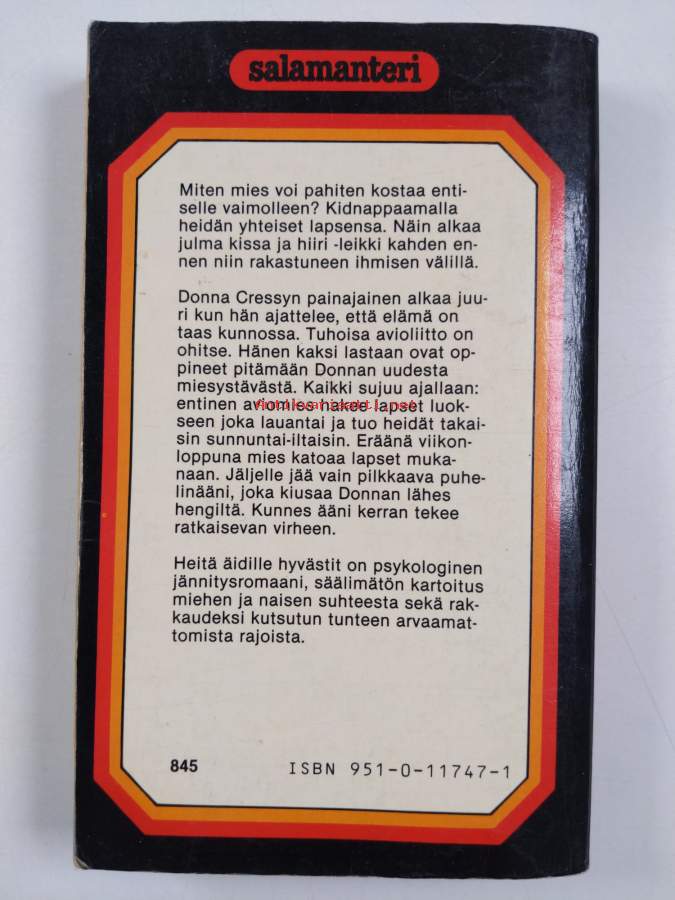 salamanteri
Miten mies voi pahiten kostaa enti-
selle vaimolleen? Kidnappaamalla
heidän yhteiset lapsensa. Näin alkaa
julma kissa ja hiiri -leikki kahden en-
nen niin rakastuneen ihmisen välillä.
Donna Cressyn painajainen alkaa juu-
ri kun hän ajattelee, että elämä on
taas kunnossa. Tuhoisa avioliitto on
ohitse. Hänen kaksi lastaan ovat op-
pineet pitämään Donnan uudesta
miesystävästä. Kaikki sujuu ajallaan:
entinen aviomies hakee lapset luok-
seen joka lauantai ja tuo heidät takai-
sin sunnuntai-iltaisin. Eräänä viikon-
loppuna mies katoaa lapset muka-
naan. Jäljelle jää vain pilkkaava puhe-
linääni, joka kiusaa Donnan lähes
hengiltä. Kunnes ääni kerran tekee
ratkaisevan virheen.
Heitä äidille hyvästit on psykologinen
jännitysromaani, säälimätön kartoitus
miehen ja naisen suhteesta sekä rak-
kaudeksi kutsutun tunteen arvaamat-
tomista rajoista.
845 ISBN 951-0-11747-1